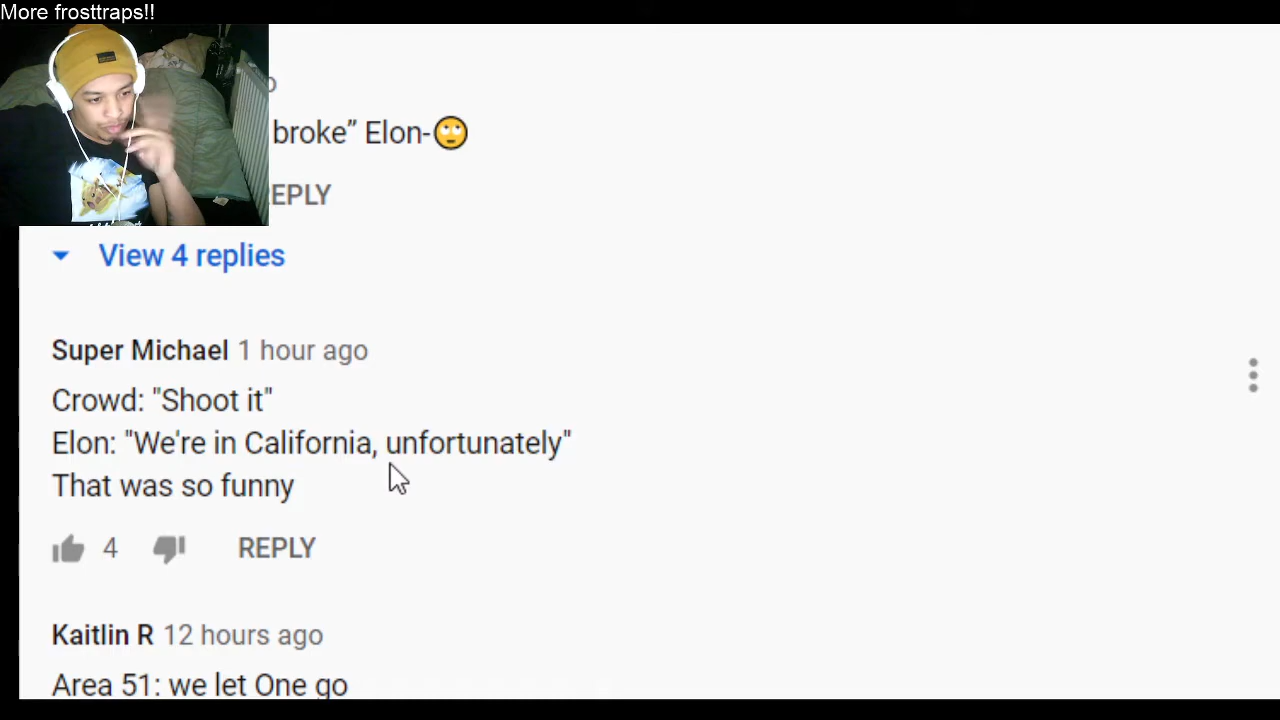 More frosttraps!!
broke” Elon-🙄
EPLY
View 4 replies
Super Michael 1 hour ago
Crowd: "Shoot it"
Elon: "We're in California, unfortunately"
That was so funny
4
REPLY
Kaitlin R 12 hours ago
Area 51: we let One go